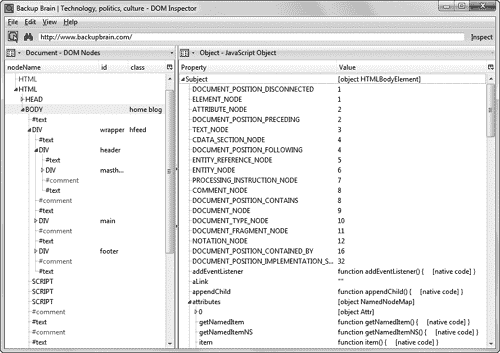 Backup Brain | Technology, politics, culture - DOM Inspector
File Edit View Help
http://www.backupbrain.com/ Inspect
Document - DOM Nodes
nodeName id class
HTML
HTML
HEAD
BODY home blog
#text
DIV wrapper hfeed
#text
DIV header
#text
DIV masth...
#comment
#text
#comment
#text
DIV main
#text
DIV footer
#text
SCRIPT
SCRIPT
SCRIPT
#comment
#text
#comment
#text
Object - JavaScript Object
Property Value
Subject [object HTMLBodyElement]
DOCUMENT_POSITION_DISCONNECTED 1
ELEMENT_NODE 1
ATTRIBUTE_NODE 2
DOCUMENT_POSITION_PRECEDING 2
TEXT_NODE 3
CDATA_SECTION_NODE 4
DOCUMENT_POSITION_FOLLOWING 4
ENTITY_REFERENCE_NODE 5
ENTITY_NODE 6
PROCESSING_INSTRUCTION_NODE 7
COMMENT_NODE 8
DOCUMENT_POSITION_CONTAINS 8
DOCUMENT_NODE 9
DOCUMENT_TYPE_NODE 10
DOCUMENT_FRAGMENT_NODE 11
NOTATION_NODE 12
DOCUMENT_POSITION_CONTAINED_BY 16
DOCUMENT_POSITION_IMPLEMENTATION_S... 32
addEventListener function addEventListener() { [native code] }
aLink ""
appendChild function appendChild() { [native code] }
attributes [object NamedNodeMap]
0 [object Attr]
getNamedItem function getNamedItem() { [native code] }
getNamedItemNS function getNamedItemNS() { [native code] }
item function item() { [native code] }